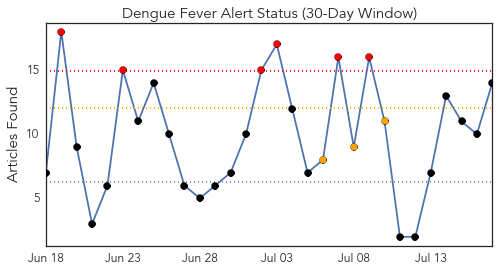 Dengue Fever Alert Status (30-Day Window)
Articles Found
15
10
5
Jun 18 Jun 23 Jun 28 Jul 03 Jul 08 Jul 13